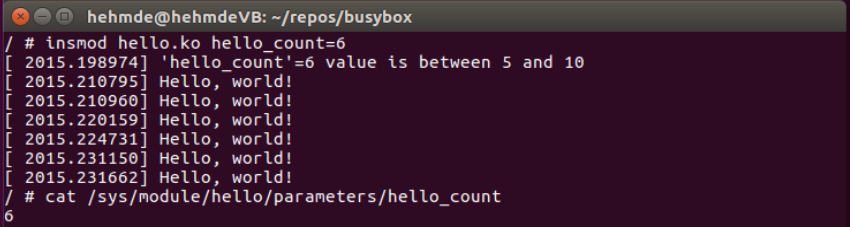 hehmde@hehmdeVB: ~/repos/busybox
/ # insmod hello.ko hello_count=6
[ 2015.198974] 'hello_count'=6 value is between 5 and 10
[ 2015.210795] Hello, world!
[ 2015.210960] Hello, world!
[ 2015.220159] Hello, world!
[ 2015.224731] Hello, world!
[ 2015.231150] Hello, world!
[ 2015.231662] Hello, world!
/ # cat /sys/module/hello/parameters/hello_count
6